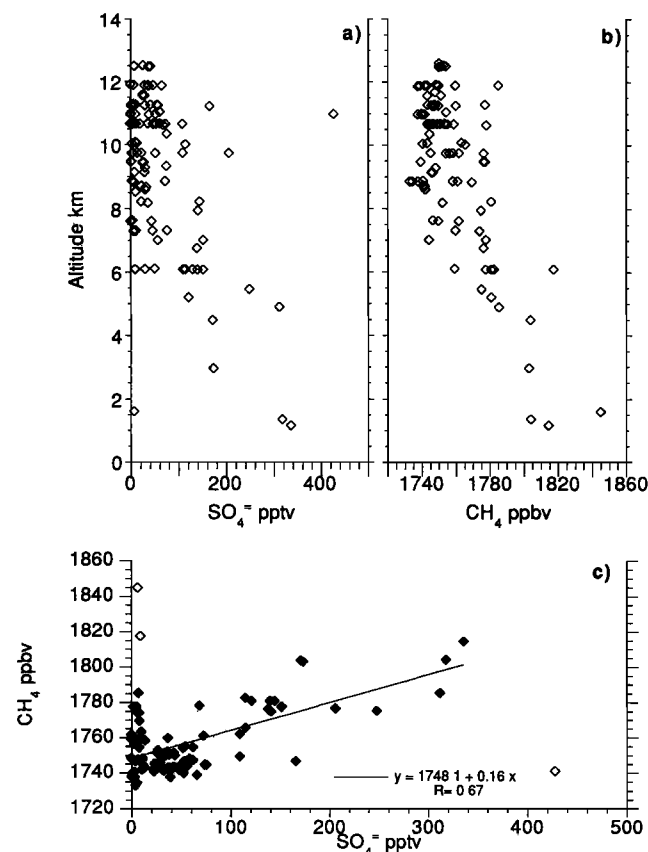 a)
b)
14
12
10
8
6
4
2
0
Altitude km
0 200 400
SO4= pptv
1740 1780 1820 1860
CH4 ppbv
c)
1860
1840
1820
1800
1780
1760
1740
1720
CH4 ppbv
y = 1748 1 + 0.16 x
R= 0 67
0 100 200 300 400 500
SO4= pptv